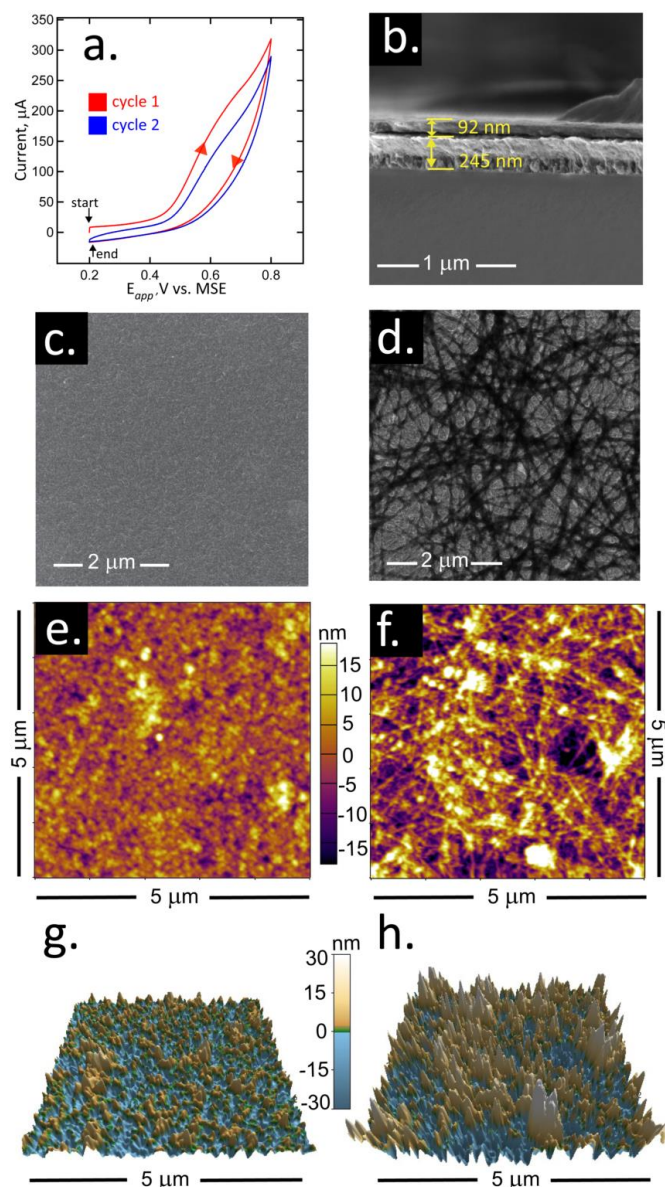 a.
350
300
250
200
150
100
50
0
Current, µA
cycle 1
cycle 2
start
end
0.2 0.4 0.6 0.8
Eapp, V vs. MSE
b.
92 nm
245 nm
1 µm
c.
2 µm
d.
2 µm
e.
5 µm
5 µm
nm
15
10
5
0
-5
-10
-15
f.
5 µm
5 µm
g.
5 µm
nm
30
15
0
-15
-30
h.
5 µm